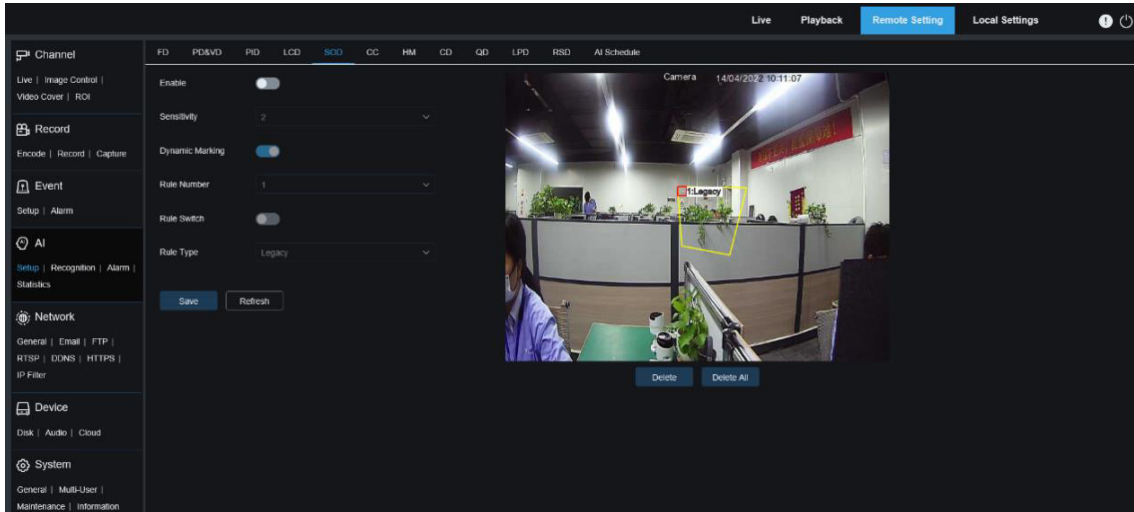 Live Playback Remote Setting Local Settings
Channel
Live | Image Control |
Video Cover | ROI
Record
Encode | Record | Capture
Event
Setup | Alarm
AI
Setup | Recognition | Alarm |
Statistics
Network
General | Email | FTP |
RTSP | DDNS | HTTPS |
IP Filter
Device
Disk | Audio | Cloud
System
General | Multi-User |
Maintenance | Information
FD PD&VD PID LCD SOD CC HM CD QD LPD RSD AI Schedule
Enable
Sensitivity 2
Dynamic Marking
Rule Number 1
Rule Switch
Rule Type Legacy
Save Refresh
Camera 14/04/2022 10:11:07
1:Legacy
Delete Delete All